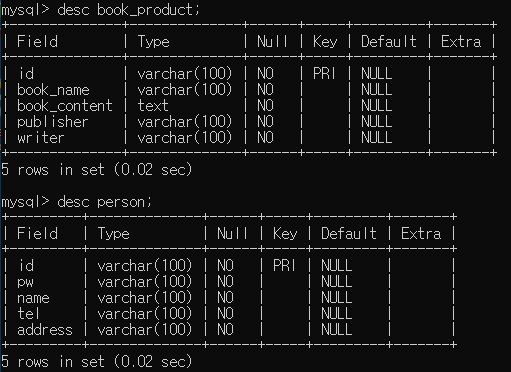 mysql> desc book_product;
+--------------+--------------+------+-----+---------+-------+
| Field        | Type         | Null | Key | Default | Extra |
+--------------+--------------+------+-----+---------+-------+
| id           | varchar(100) | NO   | PRI | NULL    |       |
| book_name    | varchar(100) | NO   |     | NULL    |       |
| book_content | text         | NO   |     | NULL    |       |
| publisher    | varchar(100) | NO   |     | NULL    |       |
| writer       | varchar(100) | NO   |     | NULL    |       |
+--------------+--------------+------+-----+---------+-------+
5 rows in set (0.02 sec)
mysql> desc person;
+---------+--------------+------+-----+---------+-------+
| Field   | Type         | Null | Key | Default | Extra |
+---------+--------------+------+-----+---------+-------+
| id      | varchar(100) | NO   | PRI | NULL    |       |
| pw      | varchar(100) | NO   |     | NULL    |       |
| name    | varchar(100) | NO   |     | NULL    |       |
| tel     | varchar(100) | NO   |     | NULL    |       |
| address | varchar(100) | NO   |     | NULL    |       |
+---------+--------------+------+-----+---------+-------+
5 rows in set (0.02 sec)